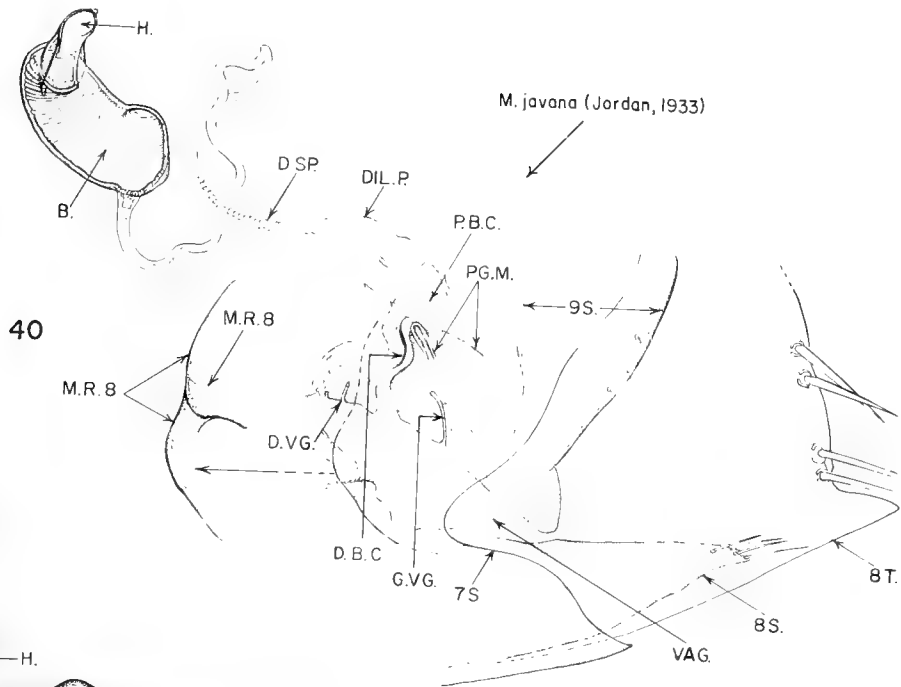 H.
M. javana (Jordan, 1933)
D SP.
DIL.P.
B.
P.B.C.
PG.M.
9S.
40
M.R.8
M.R.8
D.VG.
D.B.C
G.VG.
7S
8T.
8S.
VAG.
H.